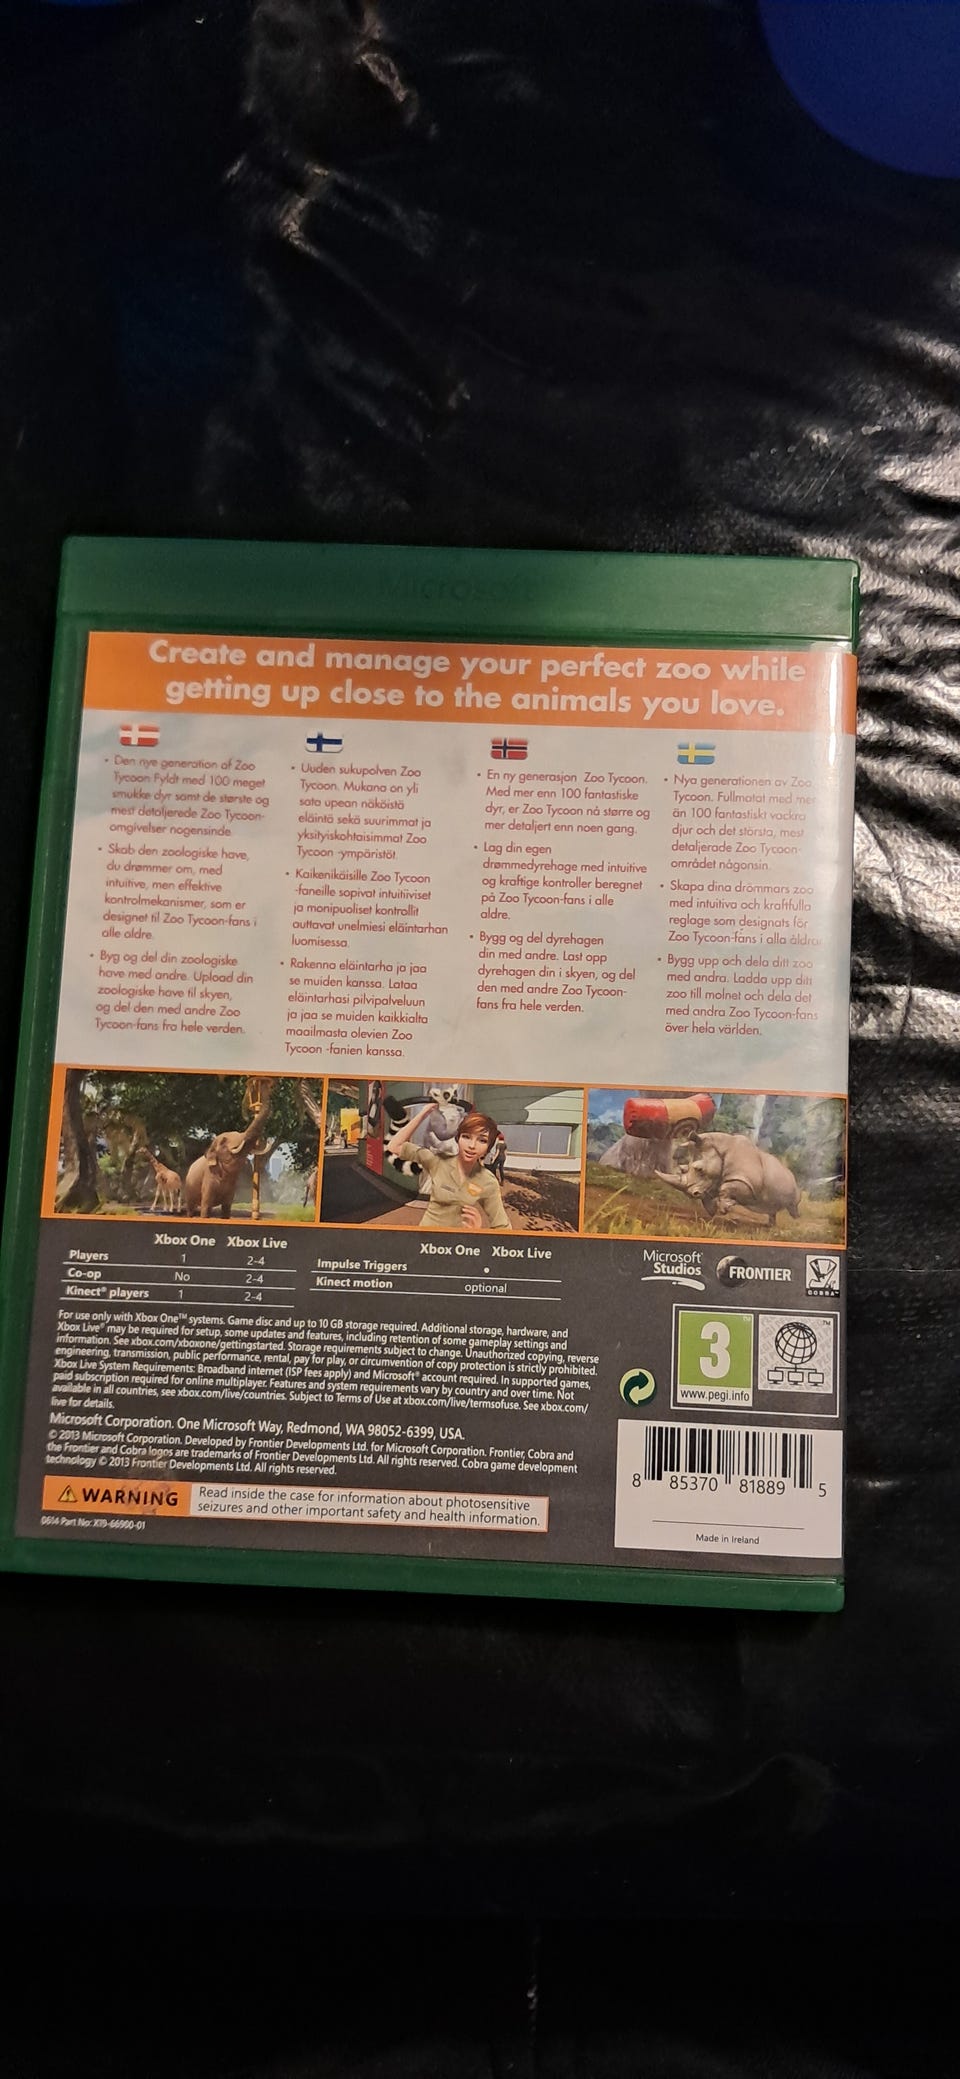 Microsoft
Create and manage your perfect zoo while
getting up close to the animals you love.
• Den nye generation af Zoo
Tycoon Fyldt med 100 meget
smukke dyr samt de største og
mest detaljerede Zoo Tycoon-
omgivelser nogensinde.
• Skab den zoologiske have,
du drømmer om, med
intuitive, men effektive
kontrolmekanismer, som er
designet til Zoo Tycoon-fans i
alle aldre.
• Byg og del din zoologiske
have med andre. Upload din
zoologiske have til skyen,
og del den med andre Zoo
Tycoon-fans fra hele verden.
• Uuden sukupolven Zoo
Tycoon. Mukana on yli
sata upean näköistä
eläintä sekä suurimmat ja
yksityiskohtaisimmat Zoo
Tycoon -ympäristöt.
• Kaikenikäisille Zoo Tycoon
-faneille sopivat intuitiiviset
ja monipuoliset kontrollit
auttavat unelmiesi eläintarhan
luomisessa.
• Rakenna eläintarha ja jaa
se muiden kanssa. Lataa
eläintarhasi pilvipalveluun
ja jaa se muiden kaikkialta
maailmasta olevien Zoo
Tycoon -fanien kanssa.
• En ny generasjon Zoo Tycoon.
Med mer enn 100 fantastiske
dyr, er Zoo Tycoon nå større og
mer detaljert enn noen gang.
• Lag din egen
drømmedyrehage med intuitive
og kraftige kontroller beregnet
på Zoo Tycoon-fans i alle
aldre.
• Bygg og del dyrehagen
din med andre. Last opp
dyrehagen din i skyen, og del
den med andre Zoo Tycoon-
fans fra hele verden.
• Nya generationen av Zoo
Tycoon. Fullmatat med mer
än 100 fantastiskt vackra
djur och det största, mest
detaljerade Zoo Tycoon-
området någonsin.
• Skapa dina drömmars zoo
med intuitiva och kraftfulla
reglage som designats för
Zoo Tycoon-fans i alla åldrar
• Bygg upp och dela ditt zoo
med andra. Ladda upp ditt
zoo till molnet och dela det
med andra Zoo Tycoon-fans
över hela världen.
Xbox One Xbox Live
Players 1 2-4
Co-op No 2-4
Kinect® players 1 2-4
Xbox One Xbox Live
Impulse Triggers •
Kinect motion optional
Microsoft®
Studios
FRONTIER
COBRA
For use only with Xbox One™ systems. Game disc and up to 10 GB storage required. Additional storage, hardware, and
Xbox Live® may be required for setup, some updates and features, including retention of some gameplay settings and
information. See xbox.com/xboxone/gettingstarted. Storage requirements subject to change. Unauthorized copying, reverse
engineering, transmission, public performance, rental, pay for play, or circumvention of copy protection is strictly prohibited.
Xbox Live System Requirements: Broadband internet (ISP fees apply) and Microsoft® account required. In supported games,
paid subscription required for online multiplayer. Features and system requirements vary by country and over time. Not
available in all countries, see xbox.com/live/countries. Subject to Terms of Use at xbox.com/live/termsofuse. See xbox.com/
live for details.
Microsoft Corporation. One Microsoft Way, Redmond, WA 98052-6399, USA.
© 2013 Microsoft Corporation. Developed by Frontier Developments Ltd. for Microsoft Corporation. Frontier, Cobra and
the Frontier and Cobra logos are trademarks of Frontier Developments Ltd. All rights reserved. Cobra game development
technology © 2013 Frontier Developments Ltd. All rights reserved.
3
™
www.pegi.info
™
WARNING
Read inside the case for information about photosensitive
seizures and other important safety and health information.
0614 Part No: X19-66900-01
8 85370 81889 5
Made in Ireland